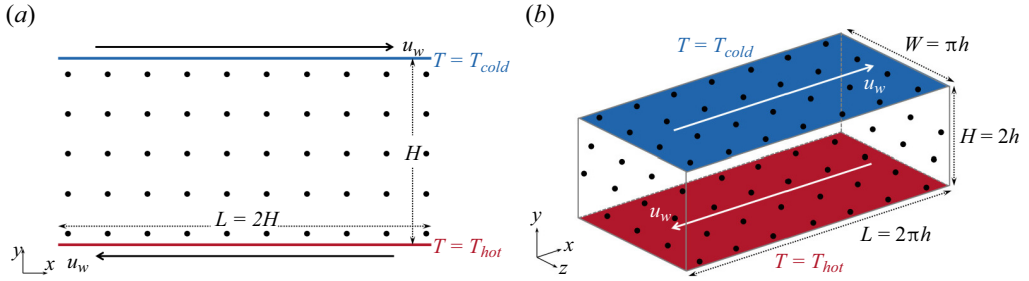 (a)
u_w
T = T_cold
H
L = 2H
y
x
T = T_hot
u_w
(b)
T = T_cold
W = πh
u_w
H = 2h
u_w
y
x
z
L = 2πh
T = T_hot